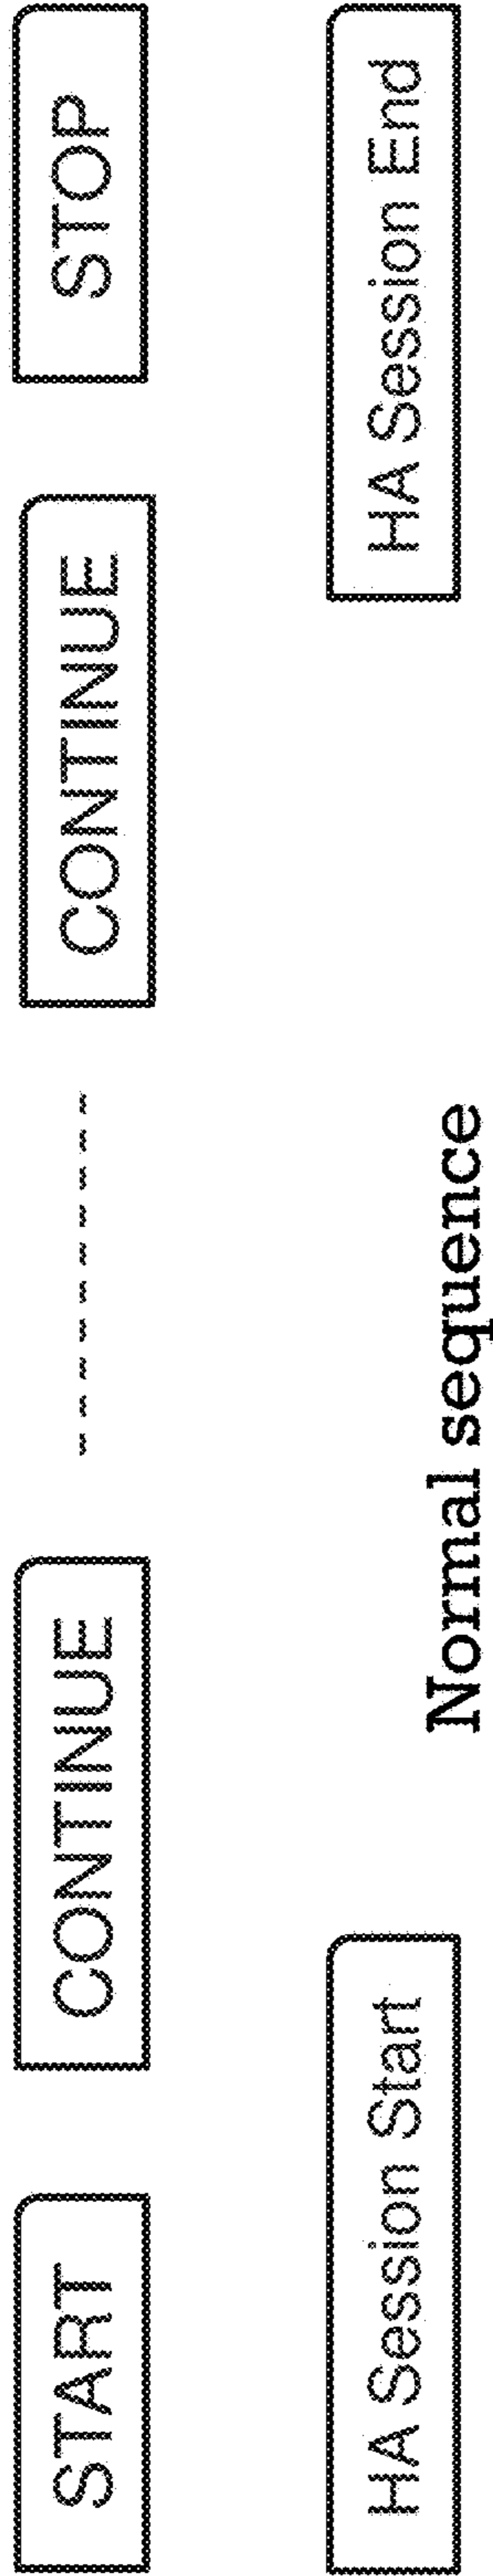 START CONTINUE - - - - - - - - - - CONTINUE STOP
HA Session Start HA Session End
Normal sequence